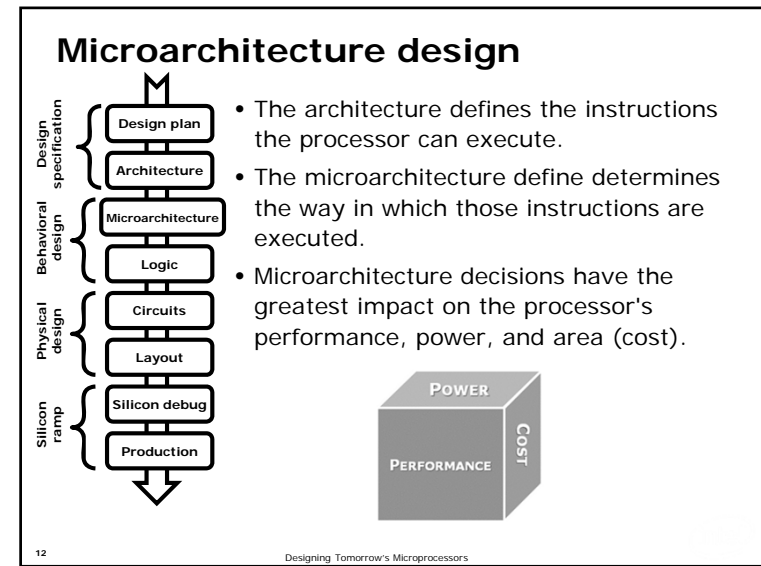 Microarchitecture design
Design
specification
Design plan
Architecture
Behavioral
design
Microarchitecture
Logic
Physical
design
Circuits
Layout
Silicon
ramp
Silicon debug
Production
• The architecture defines the instructions
the processor can execute.
• The microarchitecture define determines
the way in which those instructions are
executed.
• Microarchitecture decisions have the
greatest impact on the processor's
performance, power, and area (cost).
POWER
PERFORMANCE
COST
12
Designing Tomorrow's Microprocessors